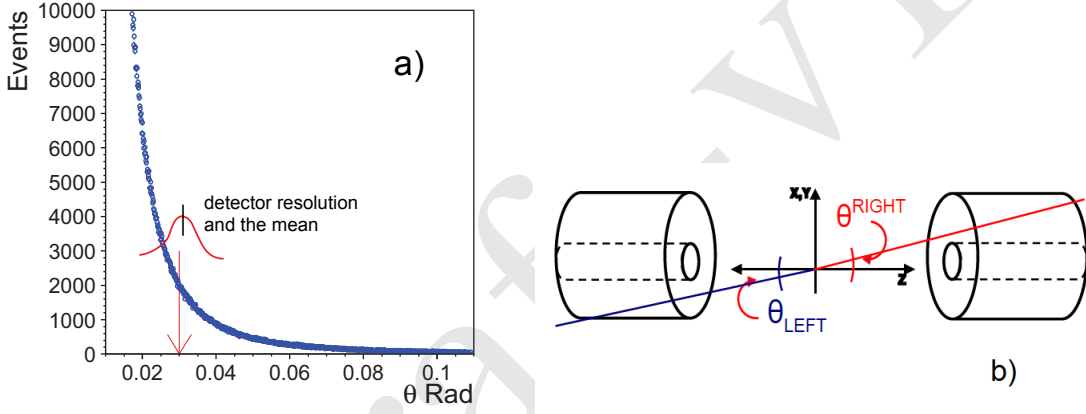 Events
10000
9000
8000
7000
6000
5000
4000
3000
2000
1000
0
a)
detector resolution
and the mean
0.02
0.04
0.06
0.08
0.1
θ Rad
X,Y
θRIGHT
Z
θLEFT
b)